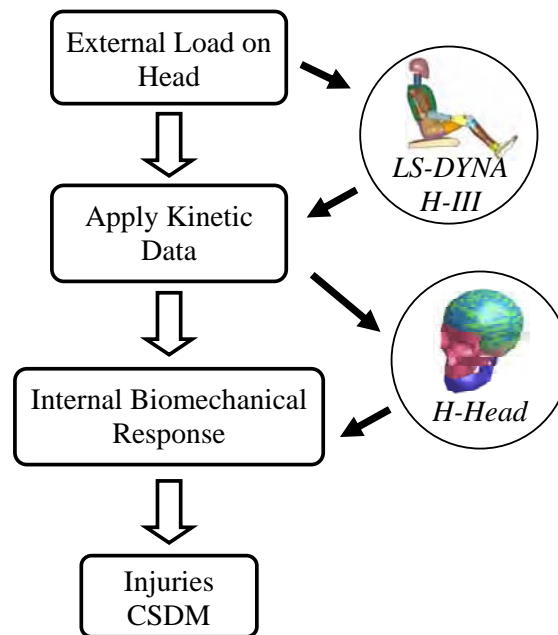 External Load on
Head
LS-DYNA
H-III
Apply Kinetic
Data
H-Head
Internal Biomechanical
Response
Injuries
CSDM